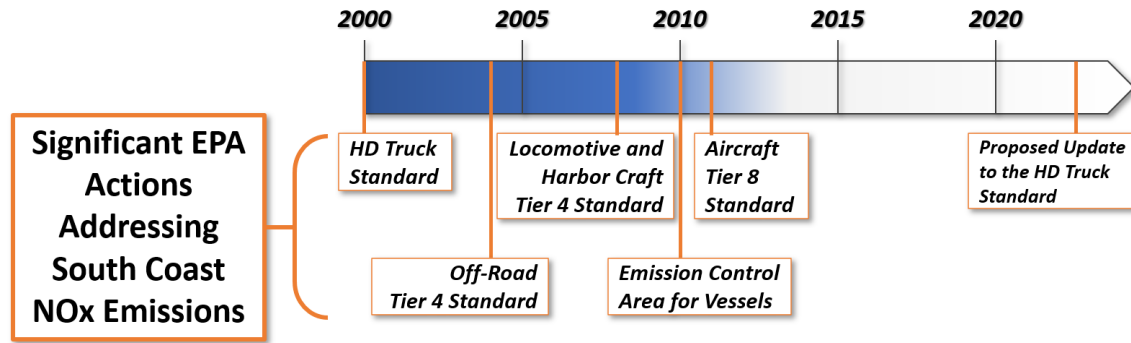 2000
2005
2010
2015
2020
Significant EPA
Actions
Addressing
South Coast
NOx Emissions
HD Truck
Standard
Locomotive and
Harbor Craft
Tier 4 Standard
Aircraft
Tier 8
Standard
Proposed Update
to the HD Truck
Standard
Off-Road
Tier 4 Standard
Emission Control
Area for Vessels